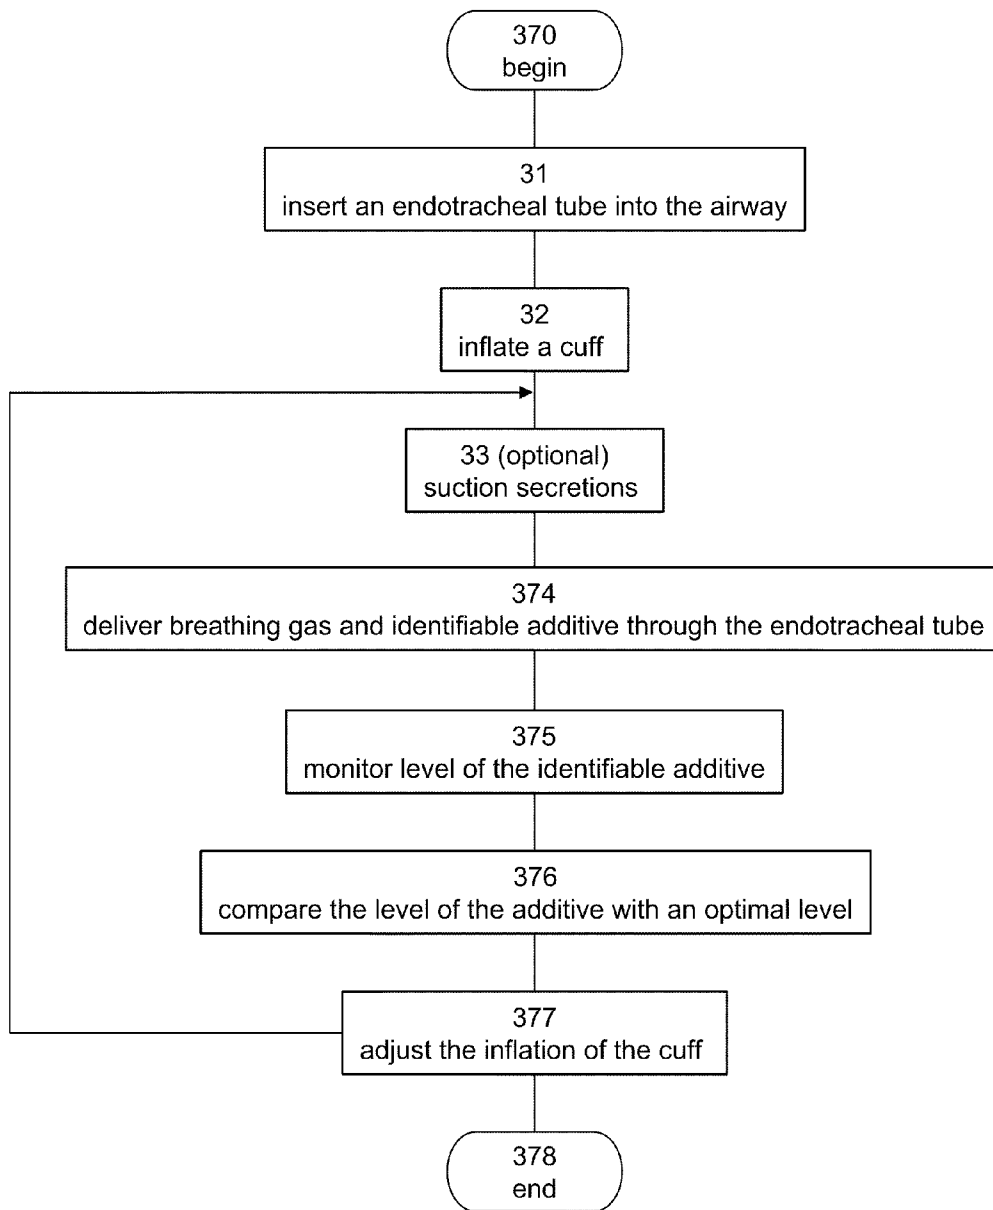 370
begin
31
insert an endotracheal tube into the airway
32
inflate a cuff
33 (optional)
suction secretions
374
deliver breathing gas and identifiable additive through the endotracheal tube
375
monitor level of the identifiable additive
376
compare the level of the additive with an optimal level
377
adjust the inflation of the cuff
378
end